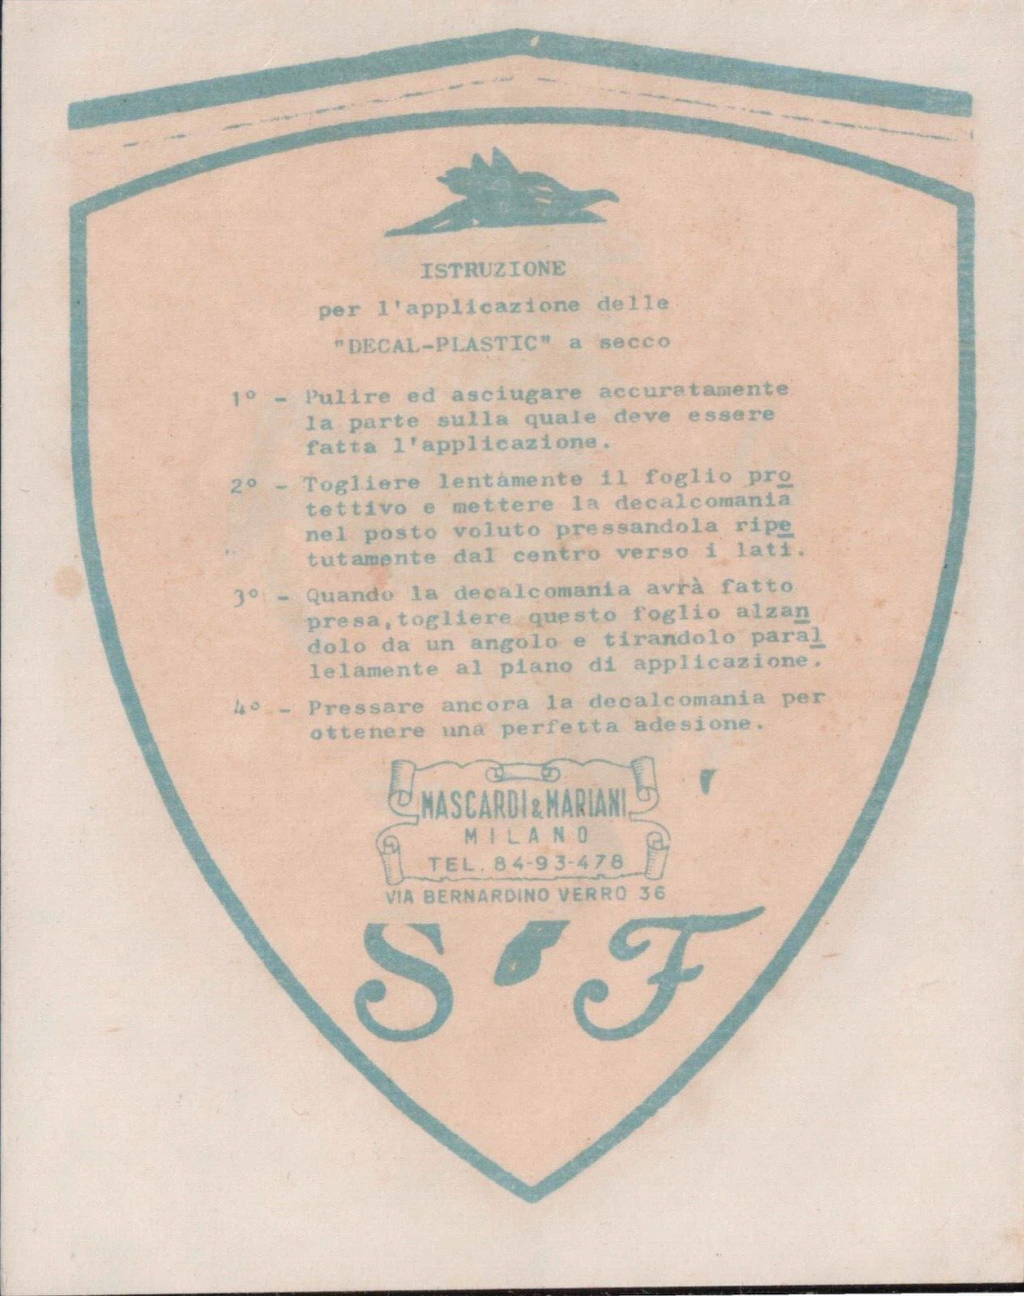 ISTRUZIONE
per l'applicazione delle
"DECAL-PLASTIC" a secco
1° - Pulire ed asciugare accuratamente
la parte sulla quale deve essere
fatta l'applicazione.
2° - Togliere lentamente il foglio pro
tettivo e mettere la decalcomania
nel posto voluto pressandola ripe
tutamente dal centro verso i lati.
3° - Quando la decalcomania avrà fatto
presa,togliere questo foglio alzan
dolo da un angolo e tirandolo paral
lelamente al piano di applicazione.
4° - Pressare ancora la decalcomania per
ottenere una perfetta adesione.
MASCARDI & MARIANI
MILANO
TEL. 84-93-478
VIA BERNARDINO VERRO 36
S F